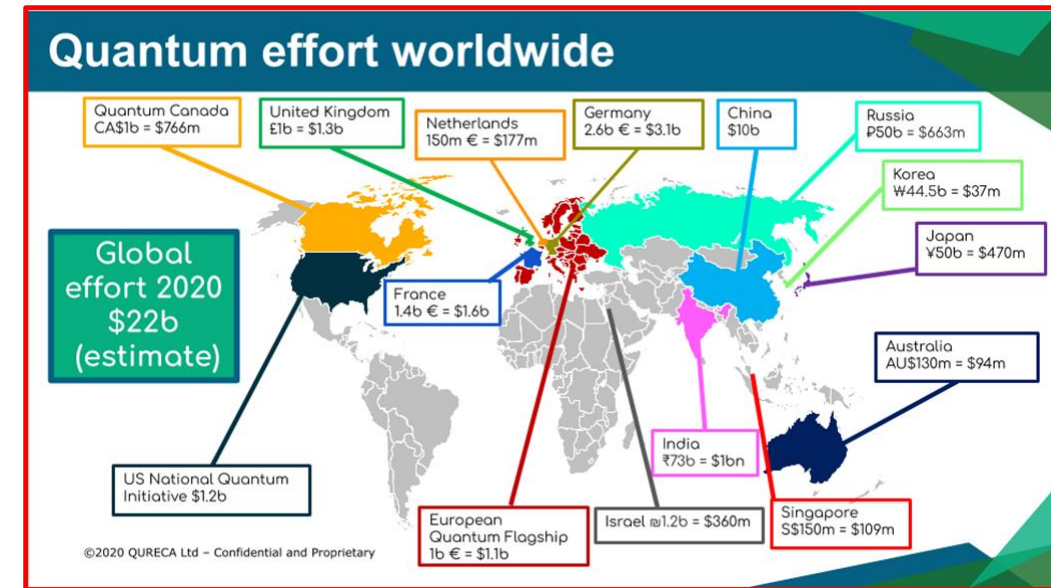 Quantum effort worldwide
Quantum Canada
CA$1b = $766m
United Kingdom
£1b = $1.3b
Netherlands
150m € = $177m
Germany
2.6b € = $3.1b
China
$10b
Russia
₽50b = $663m
Korea
₩44.5b = $37m
Japan
¥50b = $470m
Global
effort 2020
$22b
(estimate)
France
1.4b € = $1.6b
Australia
AU$130m = $94m
India
₹73b = $1bn
US National Quantum
Initiative $1.2b
European
Quantum Flagship
1b € = $1.1b
Israel ₪1.2b = $360m
Singapore
S$150m = $109m
©2020 QURECA Ltd – Confidential and Proprietary